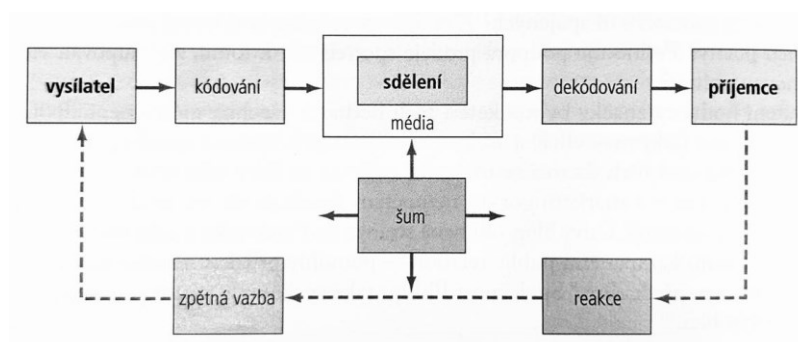 vysílatel
kódování
sdělení
média
dekódování
příjemce
šum
zpětná vazba
reakce